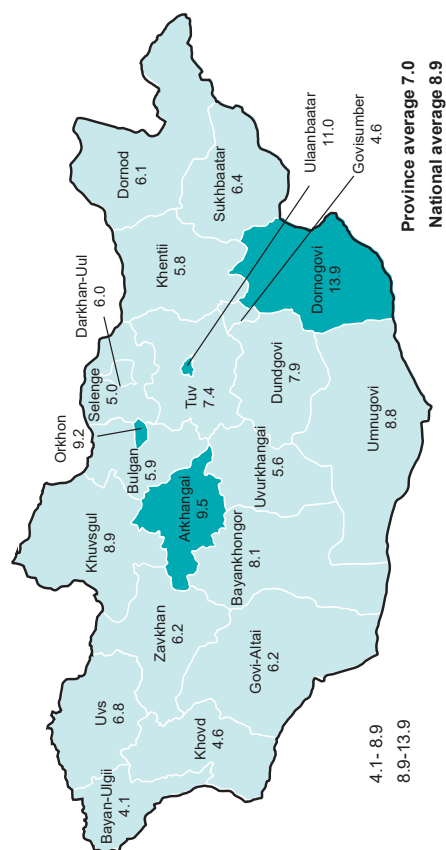 Bayan-Ulgii
4.1
Uvs
6.8
Khovd
4.6
Zavkhan
6.2
Govi-Altai
6.2
Khuvsgul
8.9
Arkhangai
9.5
Bayankhongor
8.1
Orkhon
9.2
Bulgan
5.9
Uvurkhangai
5.6
Selenge
5.0
Darkhan-Uul
6.0
Tuv
7.4
Dundgovi
7.9
Umnugovi
8.8
Khentii
5.8
Dornogovi
13.9
Dornod
6.1
Sukhbaatar
6.4
Ulaanbaatar
11.0
Govisumber
4.6
4.1- 8.9
8.9-13.9
Province average 7.0
National average 8.9